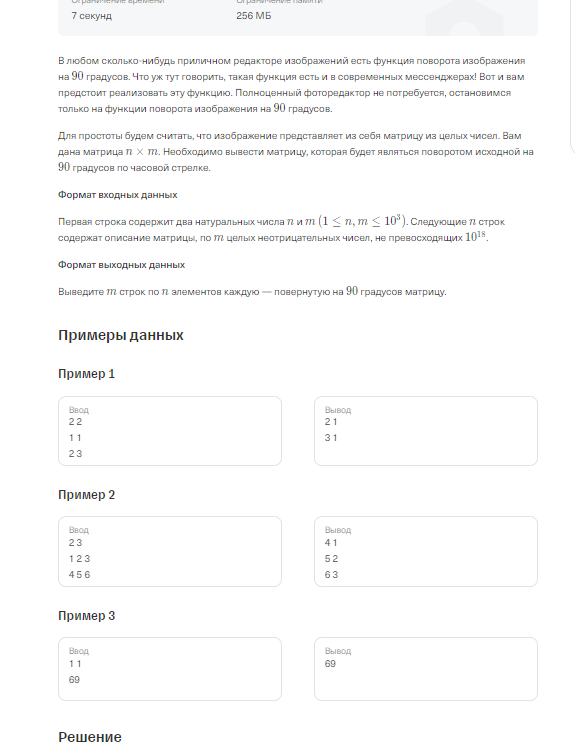 Ограничение времени Ограничение памяти
7 секунд 256 МБ
В любом сколько-нибудь приличном редакторе изображений есть функция поворота изображения
на 90 градусов. Что уж тут говорить, такая функция есть и в современных мессенджерах! Вот и вам
предстоит реализовать эту функцию. Полноценный фоторедактор не потребуется, остановимся
только на функции поворота изображения на 90 градусов.
Для простоты будем считать, что изображение представляет из себя матрицу из целых чисел. Вам
дана матрица n × m. Необходимо вывести матрицу, которая будет являться поворотом исходной на
90 градусов по часовой стрелке.
Формат входных данных
Первая строка содержит два натуральных числа n и m (1 ≤ n, m ≤ 10³). Следующие n строк
содержат описание матрицы, по m целых неотрицательных чисел, не превосходящих 10¹⁸.
Формат выходных данных
Выведите m строк по n элементов каждую — повернутую на 90 градусов матрицу.
Примеры данных
Пример 1
Ввод
2 2
1 1
2 3
Вывод
2 1
3 1
Пример 2
Ввод
2 3
1 2 3
4 5 6
Вывод
4 1
5 2
6 3
Пример 3
Ввод
1 1
69
Вывод
69
Решение